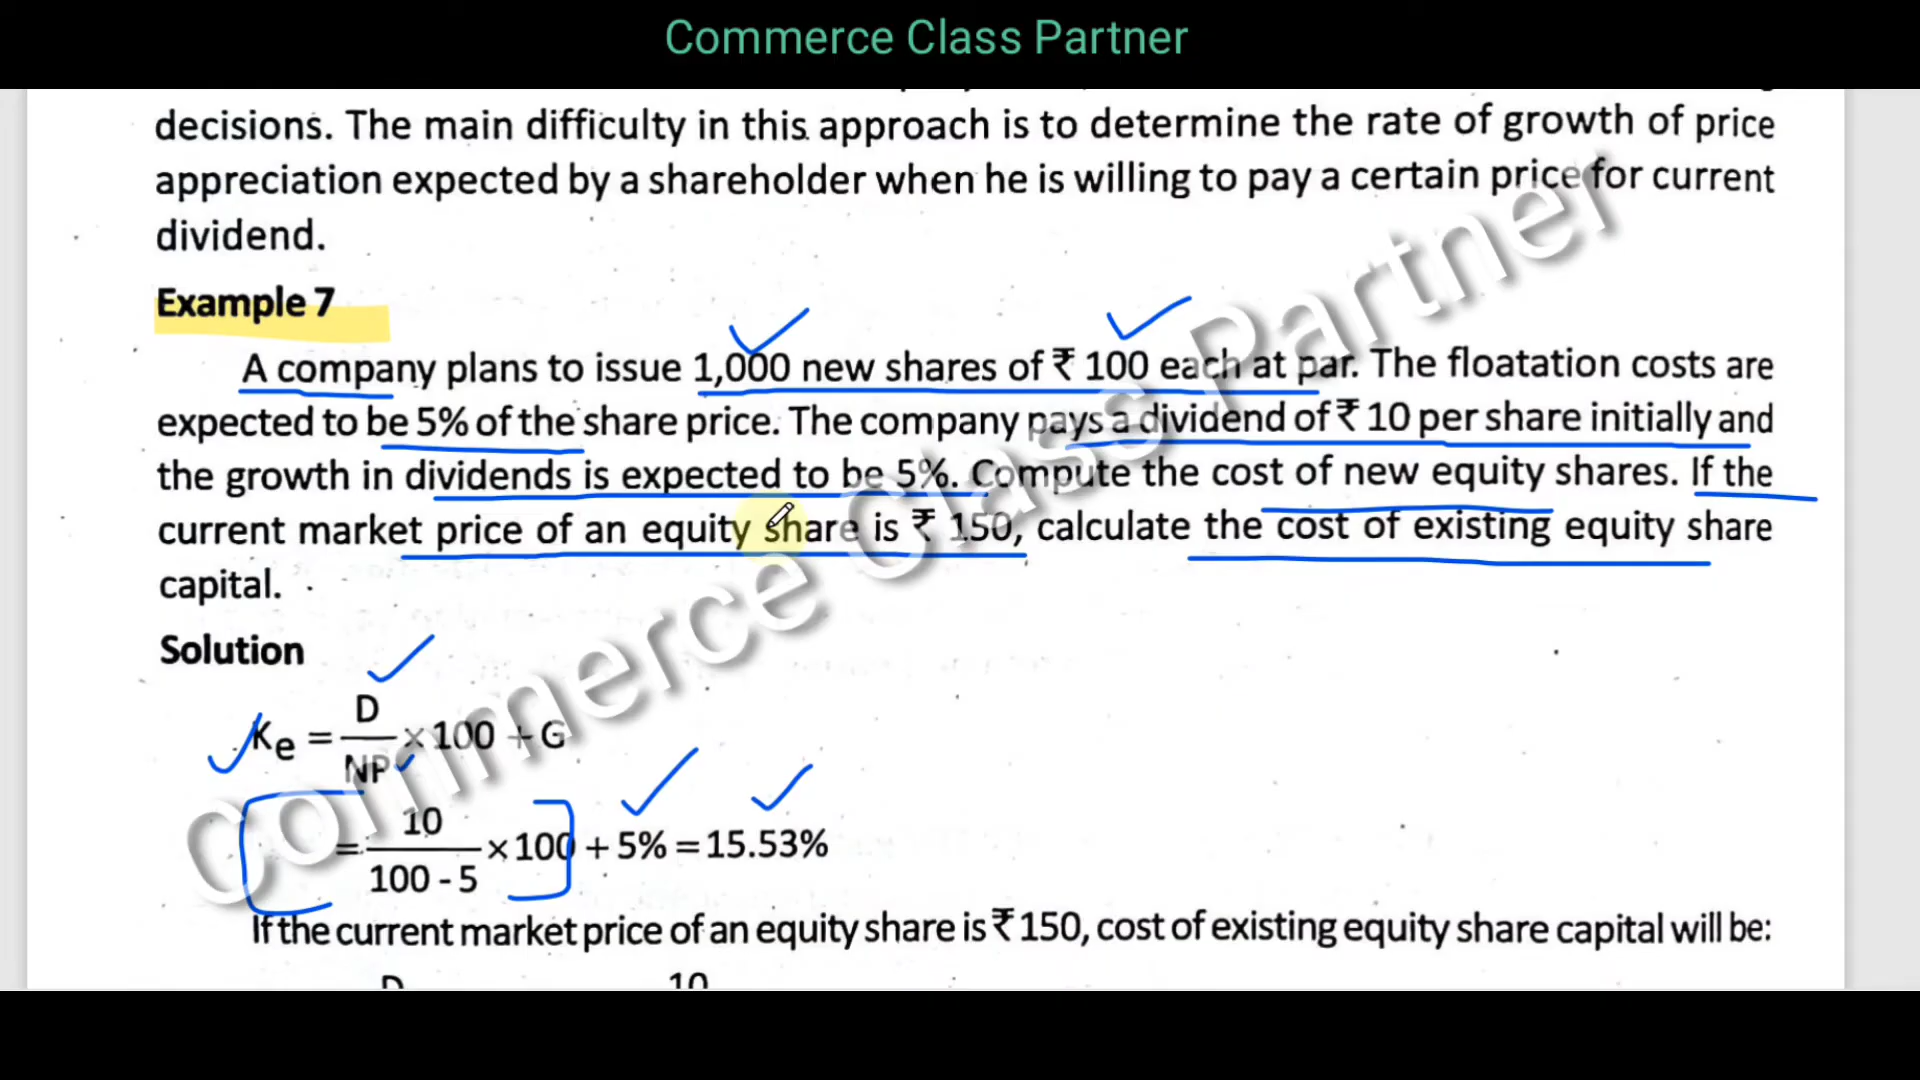 Commerce Class Partner
decisions. The main difficulty in this approach is to determine the rate of growth of price
appreciation expected by a shareholder when he is willing to pay a certain price for current
dividend.
Example 7
A company plans to issue 1,000 new shares of ₹ 100 each at par. The floatation costs are
expected to be 5% of the share price. The company pays a dividend of ₹ 10 per share initially and
the growth in dividends is expected to be 5%. Compute the cost of new equity shares. If the
current market price of an equity share is ₹ 150, calculate the cost of existing equity share
capital.
Solution
Ke = D/NP × 100 + G
= 10/(100 - 5) × 100 + 5% = 15.53%
If the current market price of an equity share is ₹ 150, cost of existing equity share capital will be:
D 10
Commerce Class Partner